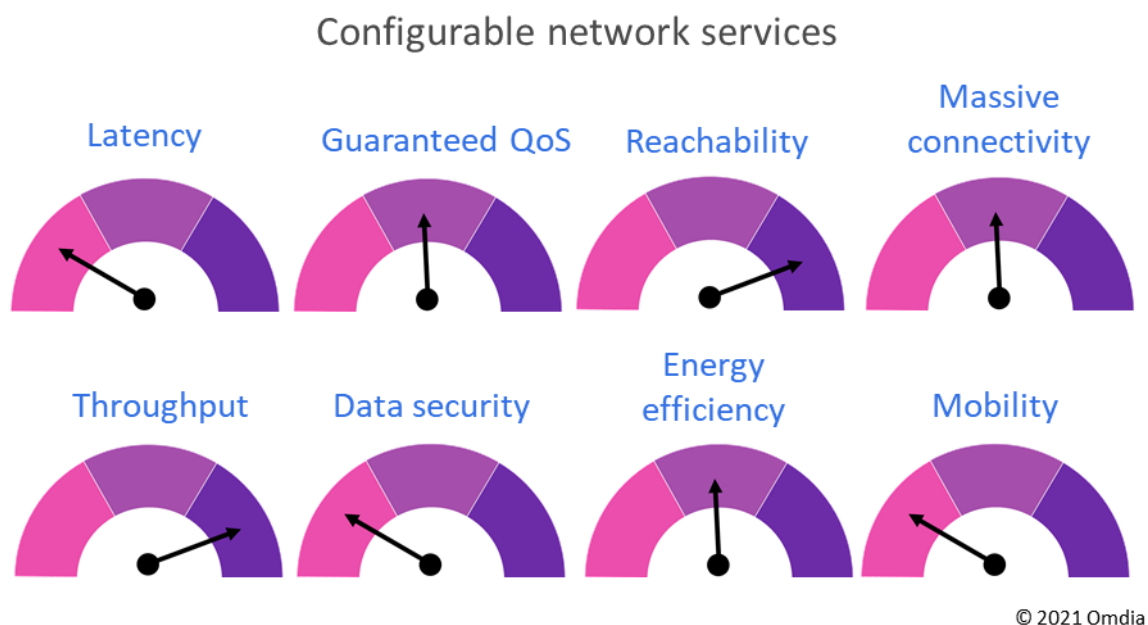 Configurable network services
Latency
Guaranteed QoS
Reachability
Massive
connectivity
Throughput
Data security
Energy
efficiency
Mobility
© 2021 Omdia